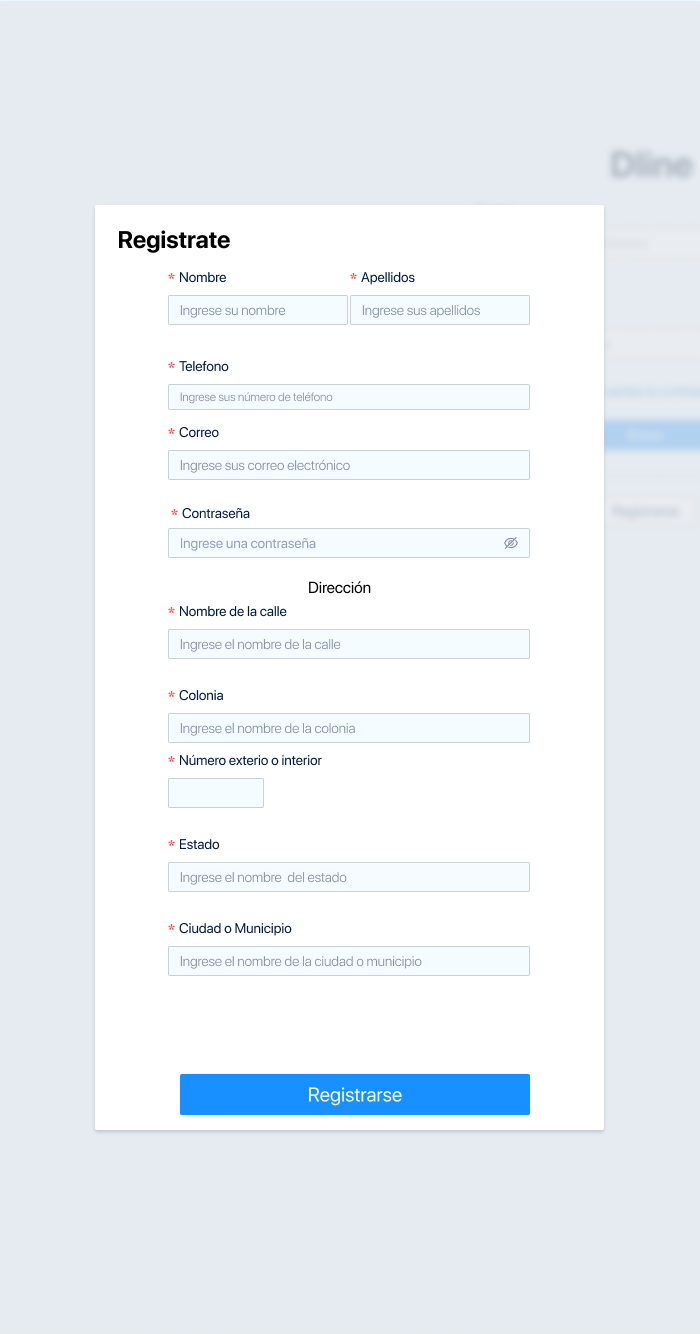 Dline
Registrate
* Nombre * Apellidos
Ingrese su nombre Ingrese sus apellidos
* Telefono
Ingrese sus número de teléfono
* Correo
Ingrese sus correo electrónico
* Contraseña
Ingrese una contraseña
Dirección
* Nombre de la calle
Ingrese el nombre de la calle
* Colonia
Ingrese el nombre de la colonia
* Número exterio o interior
* Estado
Ingrese el nombre del estado
* Ciudad o Municipio
Ingrese el nombre de la ciudad o municipio
Registrarse